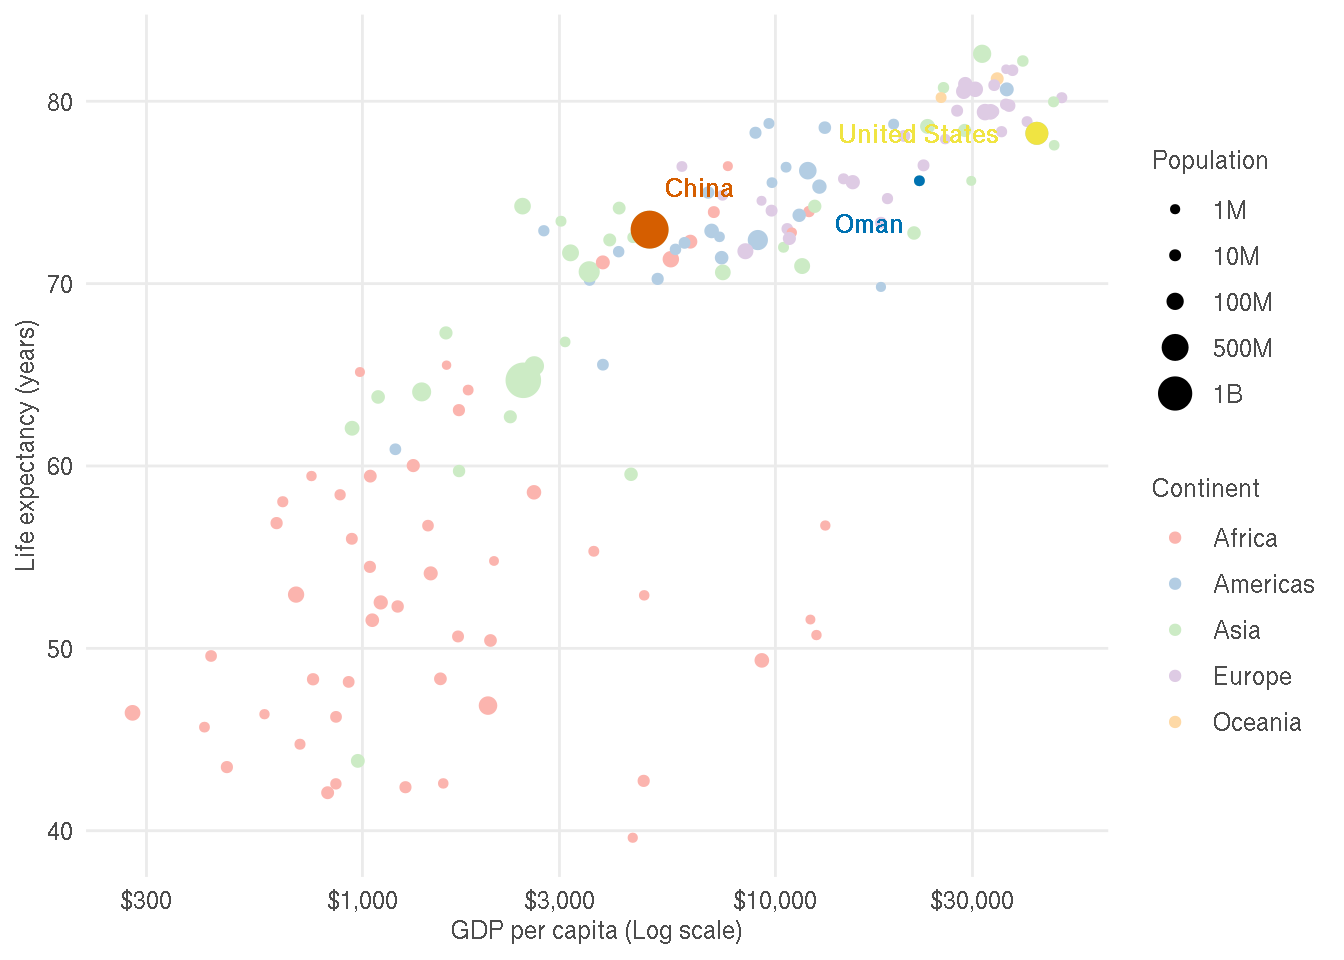 80
70
60
50
40
Life expectancy (years)
$300
$1,000
$3,000
$10,000
$30,000
GDP per capita (Log scale)
United States
China
Oman
Population
1M
10M
100M
500M
1B
Continent
Africa
Americas
Asia
Europe
Oceania